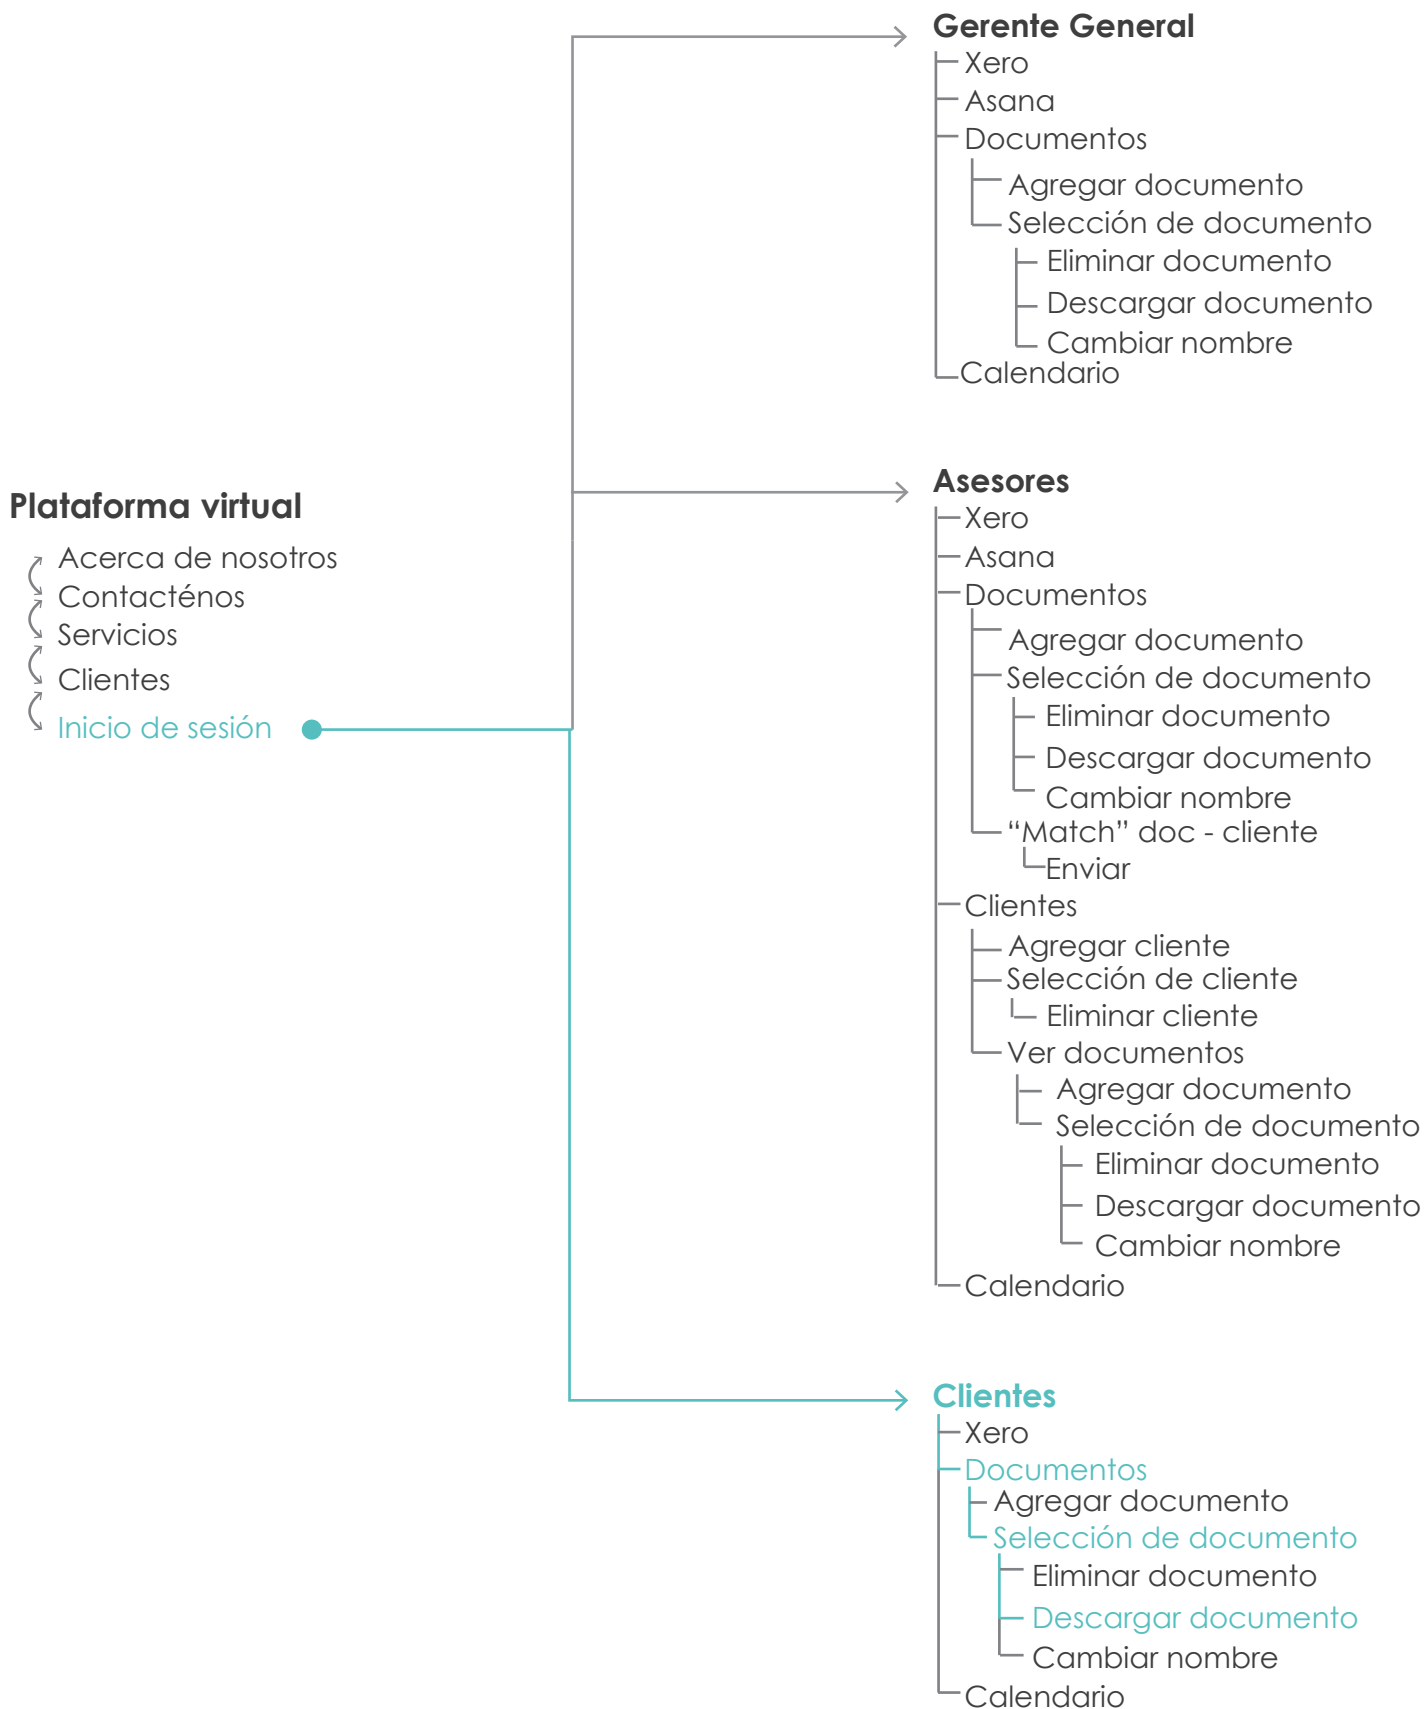 Plataforma virtual
Acerca de nosotros
Contacténos
Servicios
Clientes
Inicio de sesión
Gerente General
Xero
Asana
Documentos
Agregar documento
Selección de documento
Eliminar documento
Descargar documento
Cambiar nombre
Calendario
Asesores
Xero
Asana
Documentos
Agregar documento
Selección de documento
Eliminar documento
Descargar documento
Cambiar nombre
“Match” doc - cliente
Enviar
Clientes
Agregar cliente
Selección de cliente
Eliminar cliente
Ver documentos
Agregar documento
Selección de documento
Eliminar documento
Descargar documento
Cambiar nombre
Calendario
Clientes
Xero
Documentos
Agregar documento
Selección de documento
Eliminar documento
Descargar documento
Cambiar nombre
Calendario